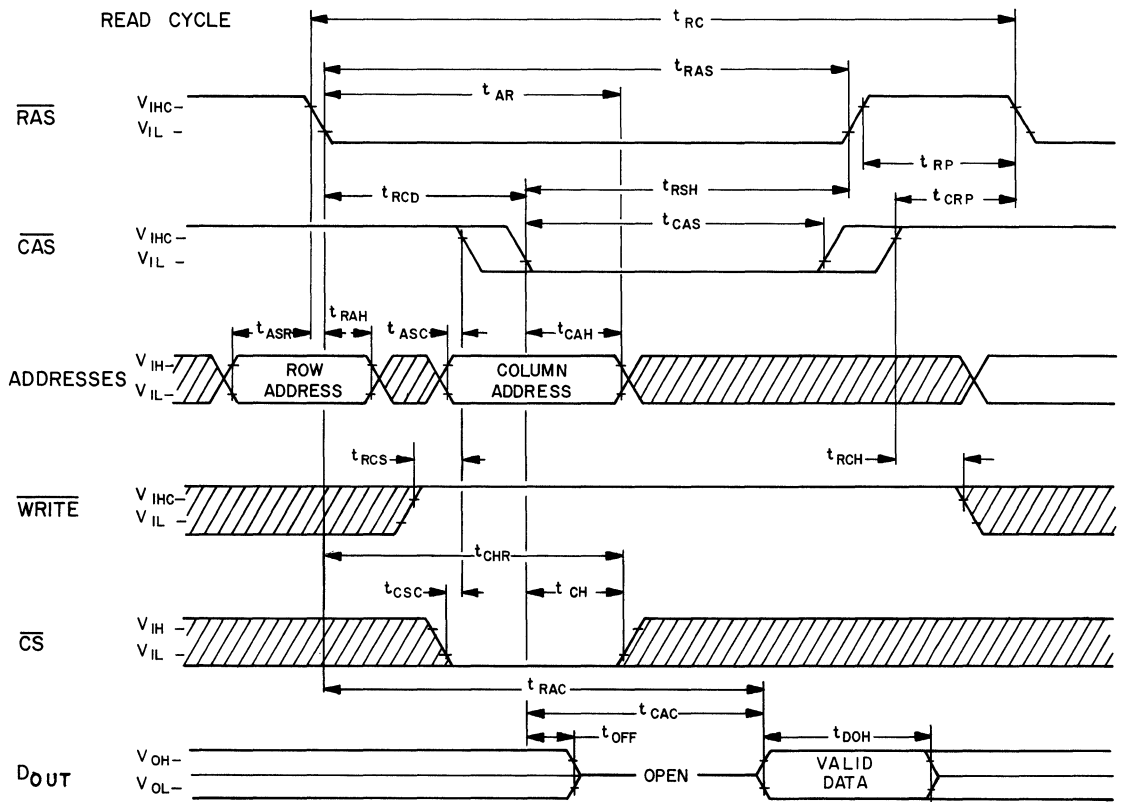 READ CYCLE
tRC
tRAS
tAR
RAS
VIHC
VIL
tRP
tRCD
tRSH
tCRP
tCAS
CAS
VIHC
VIL
tASR
tRAH
tASC
tCAH
ADDRESSES
VIH
VIL
ROW
ADDRESS
COLUMN
ADDRESS
tRCS
tRCH
WRITE
VIHC
VIL
tCHR
tCSC
tCH
CS
VIH
VIL
tRAC
tCAC
tOFF
tDOH
DOUT
VOH
VOL
OPEN
VALID
DATA